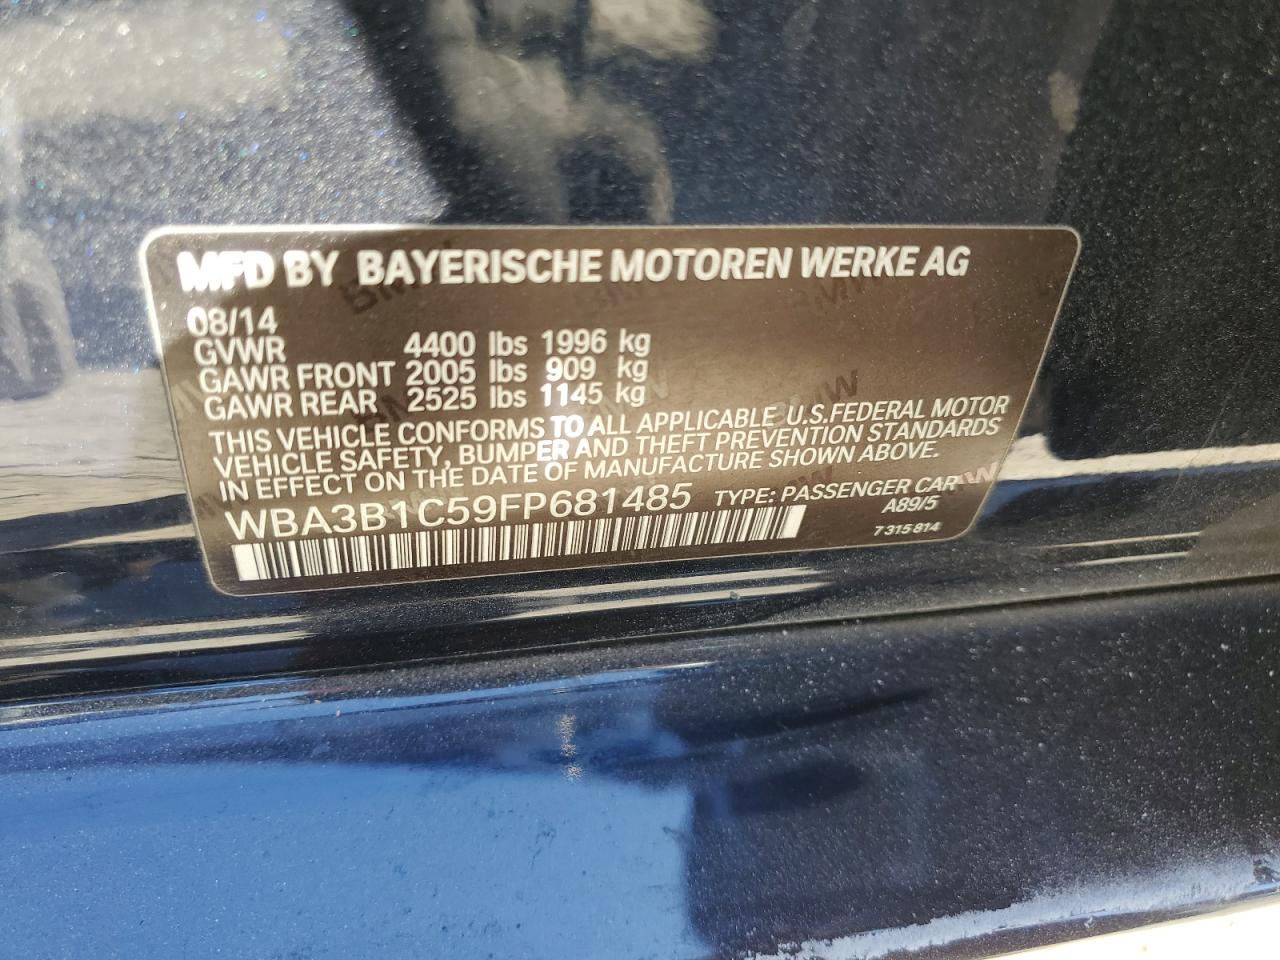 MFD BY BAYERISCHE MOTOREN WERKE AG
08/14
GVWR 4400 lbs 1996 kg
GAWR FRONT 2005 lbs 909 kg
GAWR REAR 2525 lbs 1145 kg
THIS VEHICLE CONFORMS TO ALL APPLICABLE U.S.FEDERAL MOTOR
VEHICLE SAFETY, BUMPER AND THEFT PREVENTION STANDARDS
IN EFFECT ON THE DATE OF MANUFACTURE SHOWN ABOVE.
WBA3B1C59FP681485 TYPE: PASSENGER CAR
A89/5
7 315 814